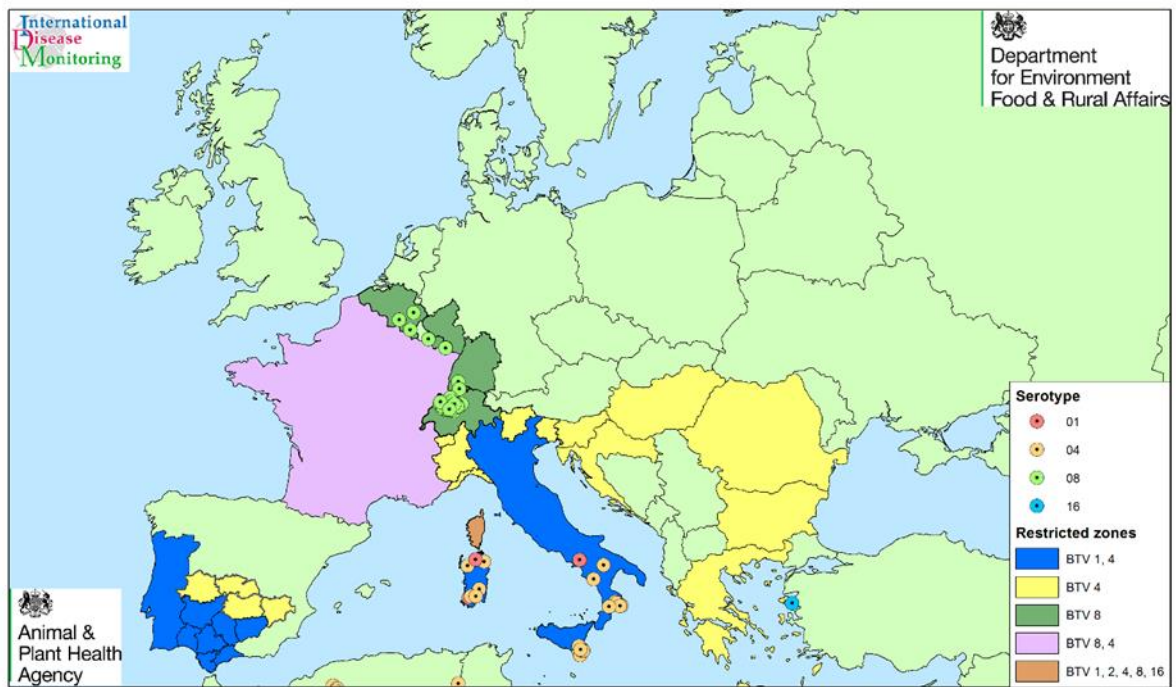 International
Disease
Monitoring
Department
for Environment
Food & Rural Affairs
Serotype
01
04
08
16
Restricted zones
BTV 1, 4
BTV 4
BTV 8
BTV 8, 4
BTV 1, 2, 4, 8, 16
Animal &
Plant Health
Agency